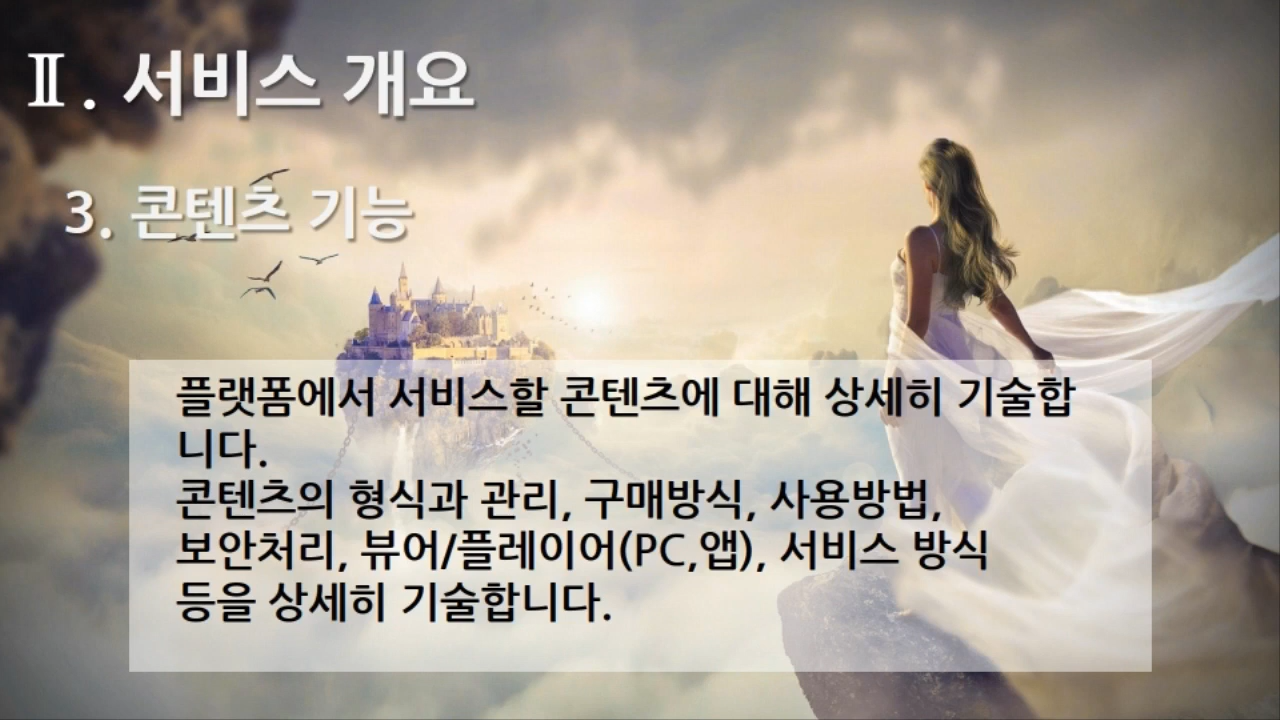 Ⅱ. 서비스 개요
3. 콘텐츠 기능
플랫폼에서 서비스할 콘텐츠에 대해 상세히 기술합
니다.
콘텐츠의 형식과 관리, 구매방식, 사용방법,
보안처리, 뷰어/플레이어(PC,앱), 서비스 방식
등을 상세히 기술합니다.